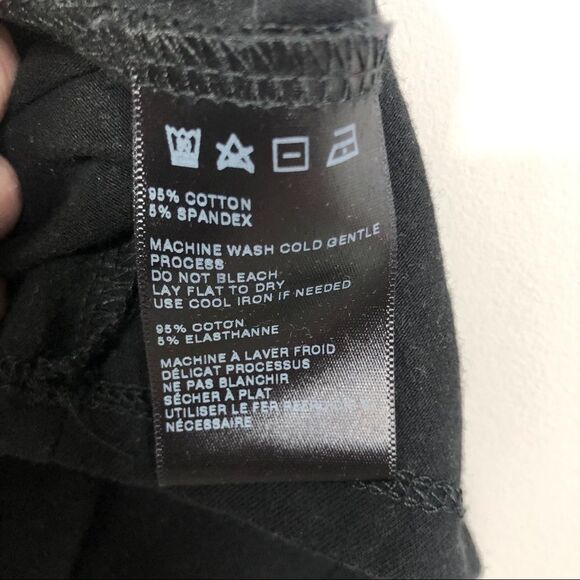 95% COTTON
5% SPANDEX
MACHINE WASH COLD GENTLE
PROCESS
DO NOT BLEACH
LAY FLAT TO DRY
USE COOL IRON IF NEEDED
95% COTON
5% ELASTHANNE
MACHINE À LAVER FROID
DÉLICAT PROCESSUS
NE PAS BLANCHIR
SÉCHER À PLAT
UTILISER LE FER
NÉCESSAIRE